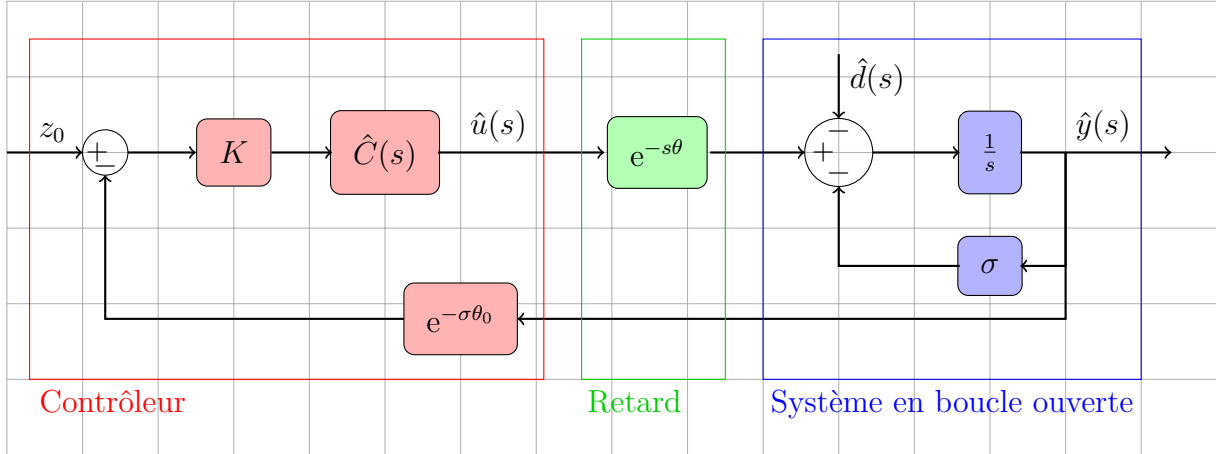 d̂(s)
z₀
+
−
K
Ĉ(s)
û(s)
e^{−sθ}
−
+
−
1/s
ŷ(s)
σ
e^{−σθ₀}
Contrôleur
Retard
Système en boucle ouverte